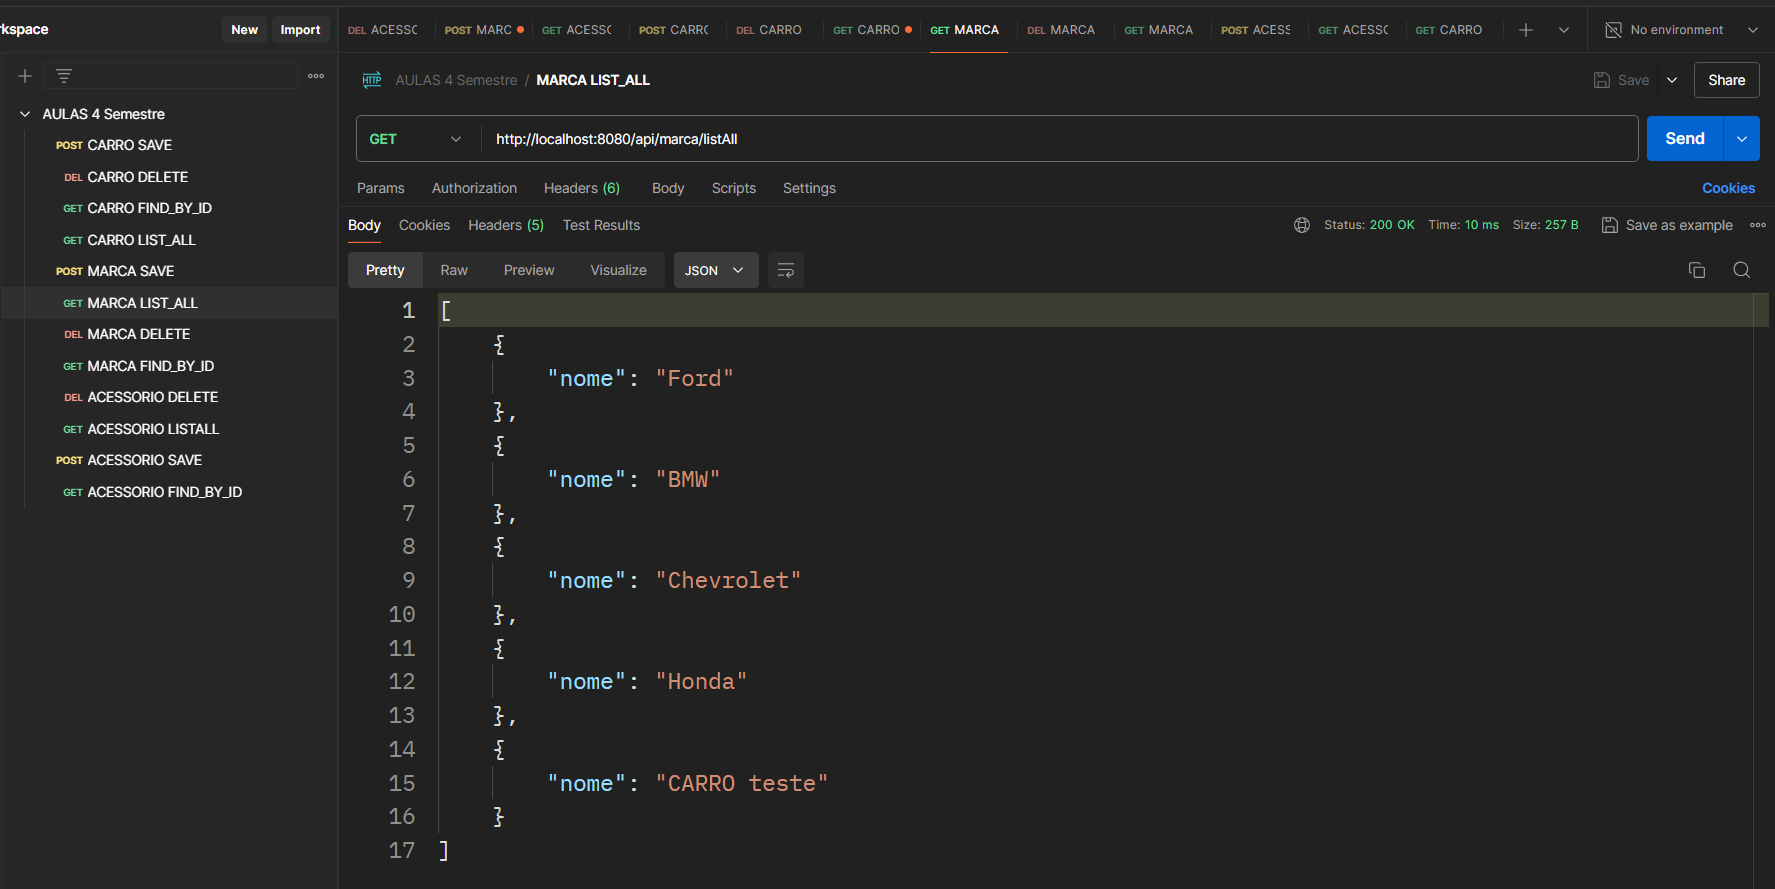 rkspace
New
Import
DEL ACESSO
POST MARC
GET ACESSO
POST CARR
DEL CARRO
GET CARRO
GET MARCA
DEL MARCA
GET MARCA
POST ACESS
GET ACESSO
GET CARRO
No environment
AULAS 4 Semestre / MARCA LIST_ALL
Save
Share
GET
http://localhost:8080/api/marca/listAll
Send
Params
Authorization
Headers (6)
Body
Scripts
Settings
Cookies
Body
Cookies
Headers (5)
Test Results
Status: 200 OK
Time: 10 ms
Size: 257 B
Save as example
Pretty
Raw
Preview
Visualize
JSON
AULAS 4 Semestre
POST CARRO SAVE
DEL CARRO DELETE
GET CARRO FIND_BY_ID
GET CARRO LIST_ALL
POST MARCA SAVE
GET MARCA LIST_ALL
DEL MARCA DELETE
GET MARCA FIND_BY_ID
DEL ACESSORIO DELETE
GET ACESSORIO LISTALL
POST ACESSORIO SAVE
GET ACESSORIO FIND_BY_ID
1 [
2 {
3 "nome": "Ford"
4 },
5 {
6 "nome": "BMW"
7 },
8 {
9 "nome": "Chevrolet"
10 },
11 {
12 "nome": "Honda"
13 },
14 {
15 "nome": "CARRO teste"
16 }
17 ]